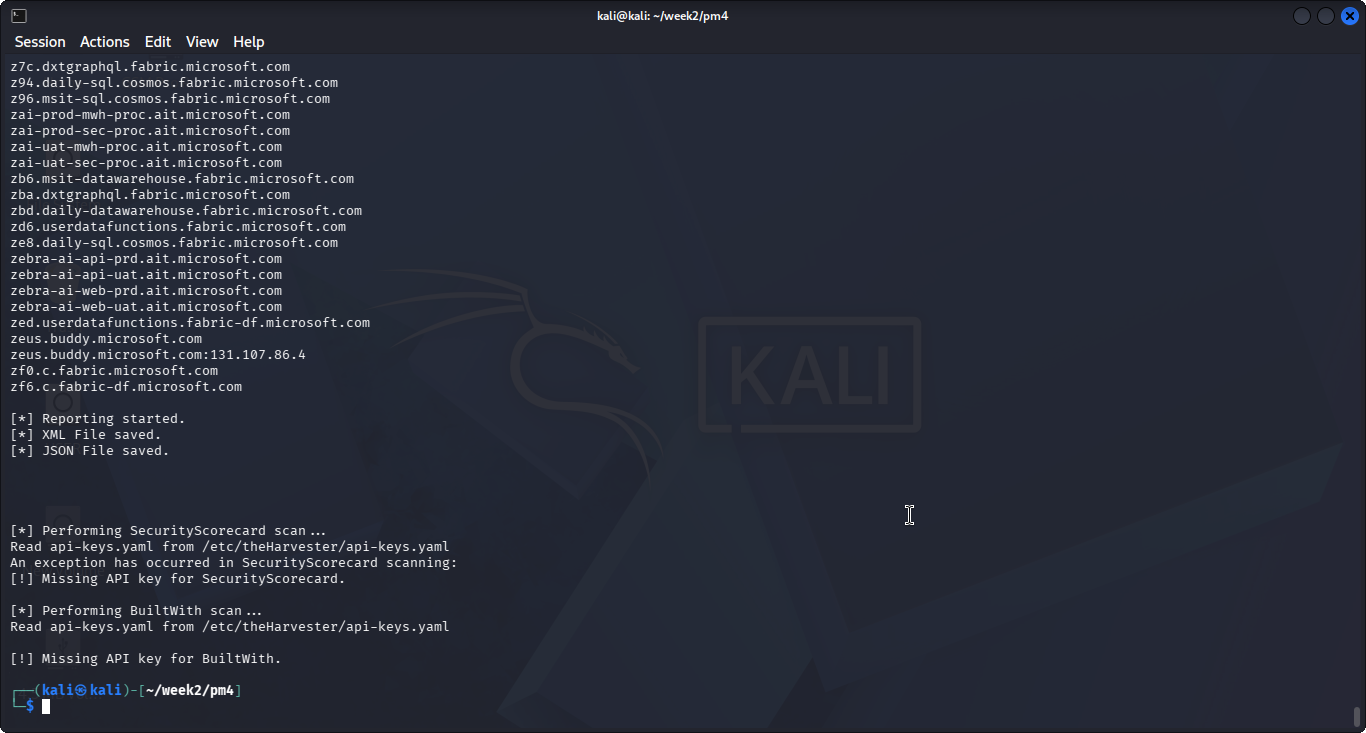 kali@kali: ~/week2/pm4
Session Actions Edit View Help
z7c.dxtgraphql.fabric.microsoft.com
z94.daily-sql.cosmos.fabric.microsoft.com
z96.msit-sql.cosmos.fabric.microsoft.com
zai-prod-mwh-proc.ait.microsoft.com
zai-prod-sec-proc.ait.microsoft.com
zai-uat-mwh-proc.ait.microsoft.com
zai-uat-sec-proc.ait.microsoft.com
zb6.msit-datawarehouse.fabric.microsoft.com
zba.dxtgraphql.fabric.microsoft.com
zbd.daily-datawarehouse.fabric.microsoft.com
zd6.userdatafunctions.fabric.microsoft.com
ze8.daily-sql.cosmos.fabric.microsoft.com
zebra-ai-api-prd.ait.microsoft.com
zebra-ai-api-uat.ait.microsoft.com
zebra-ai-web-prd.ait.microsoft.com
zebra-ai-web-uat.ait.microsoft.com
zed.userdatafunctions.fabric-df.microsoft.com
zeus.buddy.microsoft.com
zeus.buddy.microsoft.com:131.107.86.4
zf0.c.fabric.microsoft.com
zf6.c.fabric-df.microsoft.com
KALI
[*] Reporting started.
[*] XML File saved.
[*] JSON File saved.
[*] Performing SecurityScorecard scan...
Read api-keys.yaml from /etc/theHarvester/api-keys.yaml
An exception has occurred in SecurityScorecard scanning:
[!] Missing API key for SecurityScorecard.
[*] Performing BuiltWith scan...
Read api-keys.yaml from /etc/theHarvester/api-keys.yaml
[!] Missing API key for BuiltWith.
┌──(kali㉿kali)-[~/week2/pm4]
└─$